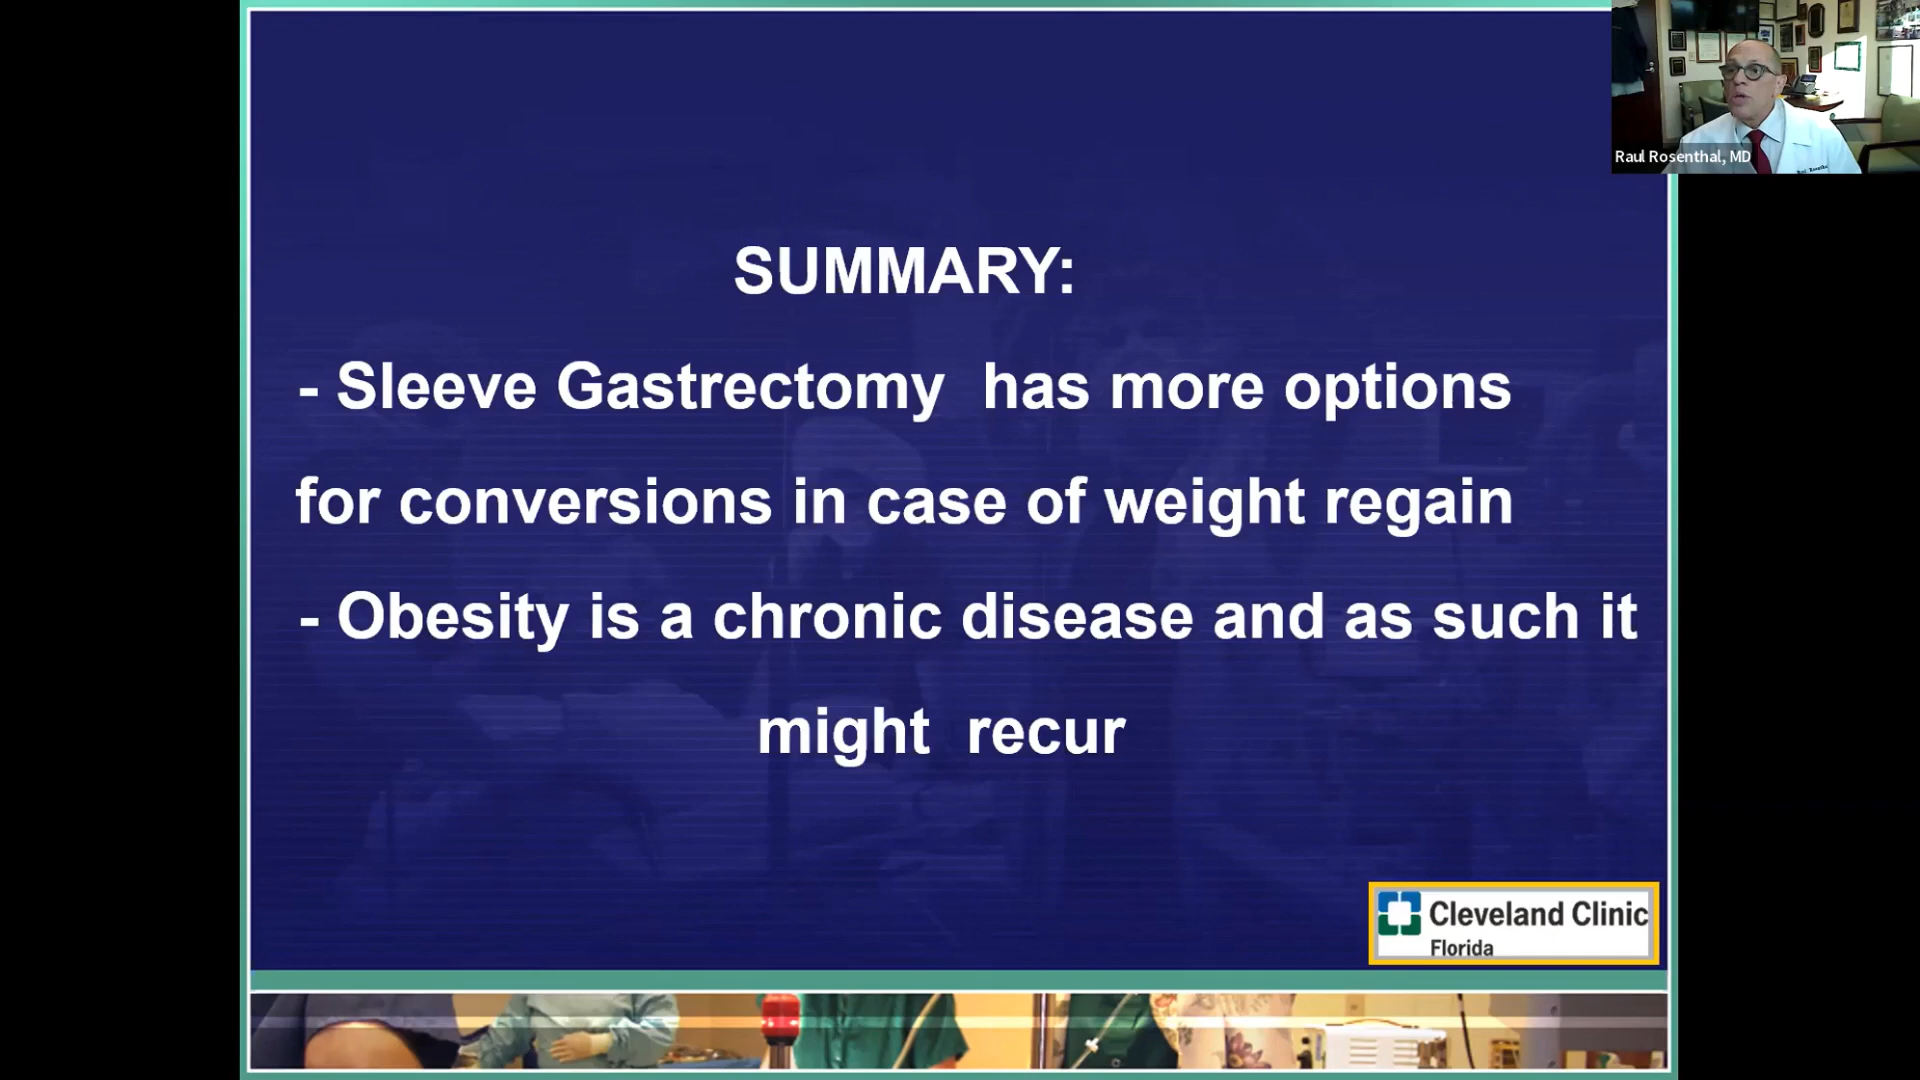 Raul Rosenthal, MD
SUMMARY:
- Sleeve Gastrectomy has more options
for conversions in case of weight regain
- Obesity is a chronic disease and as such it
might recur
Cleveland Clinic
Florida